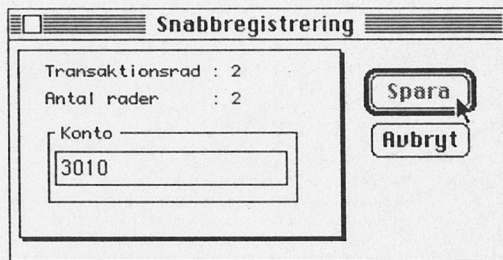 Snabbregistrering
Transaktionsrad : 2
Antal rader : 2
Konto
3010
Spara
Avbryt